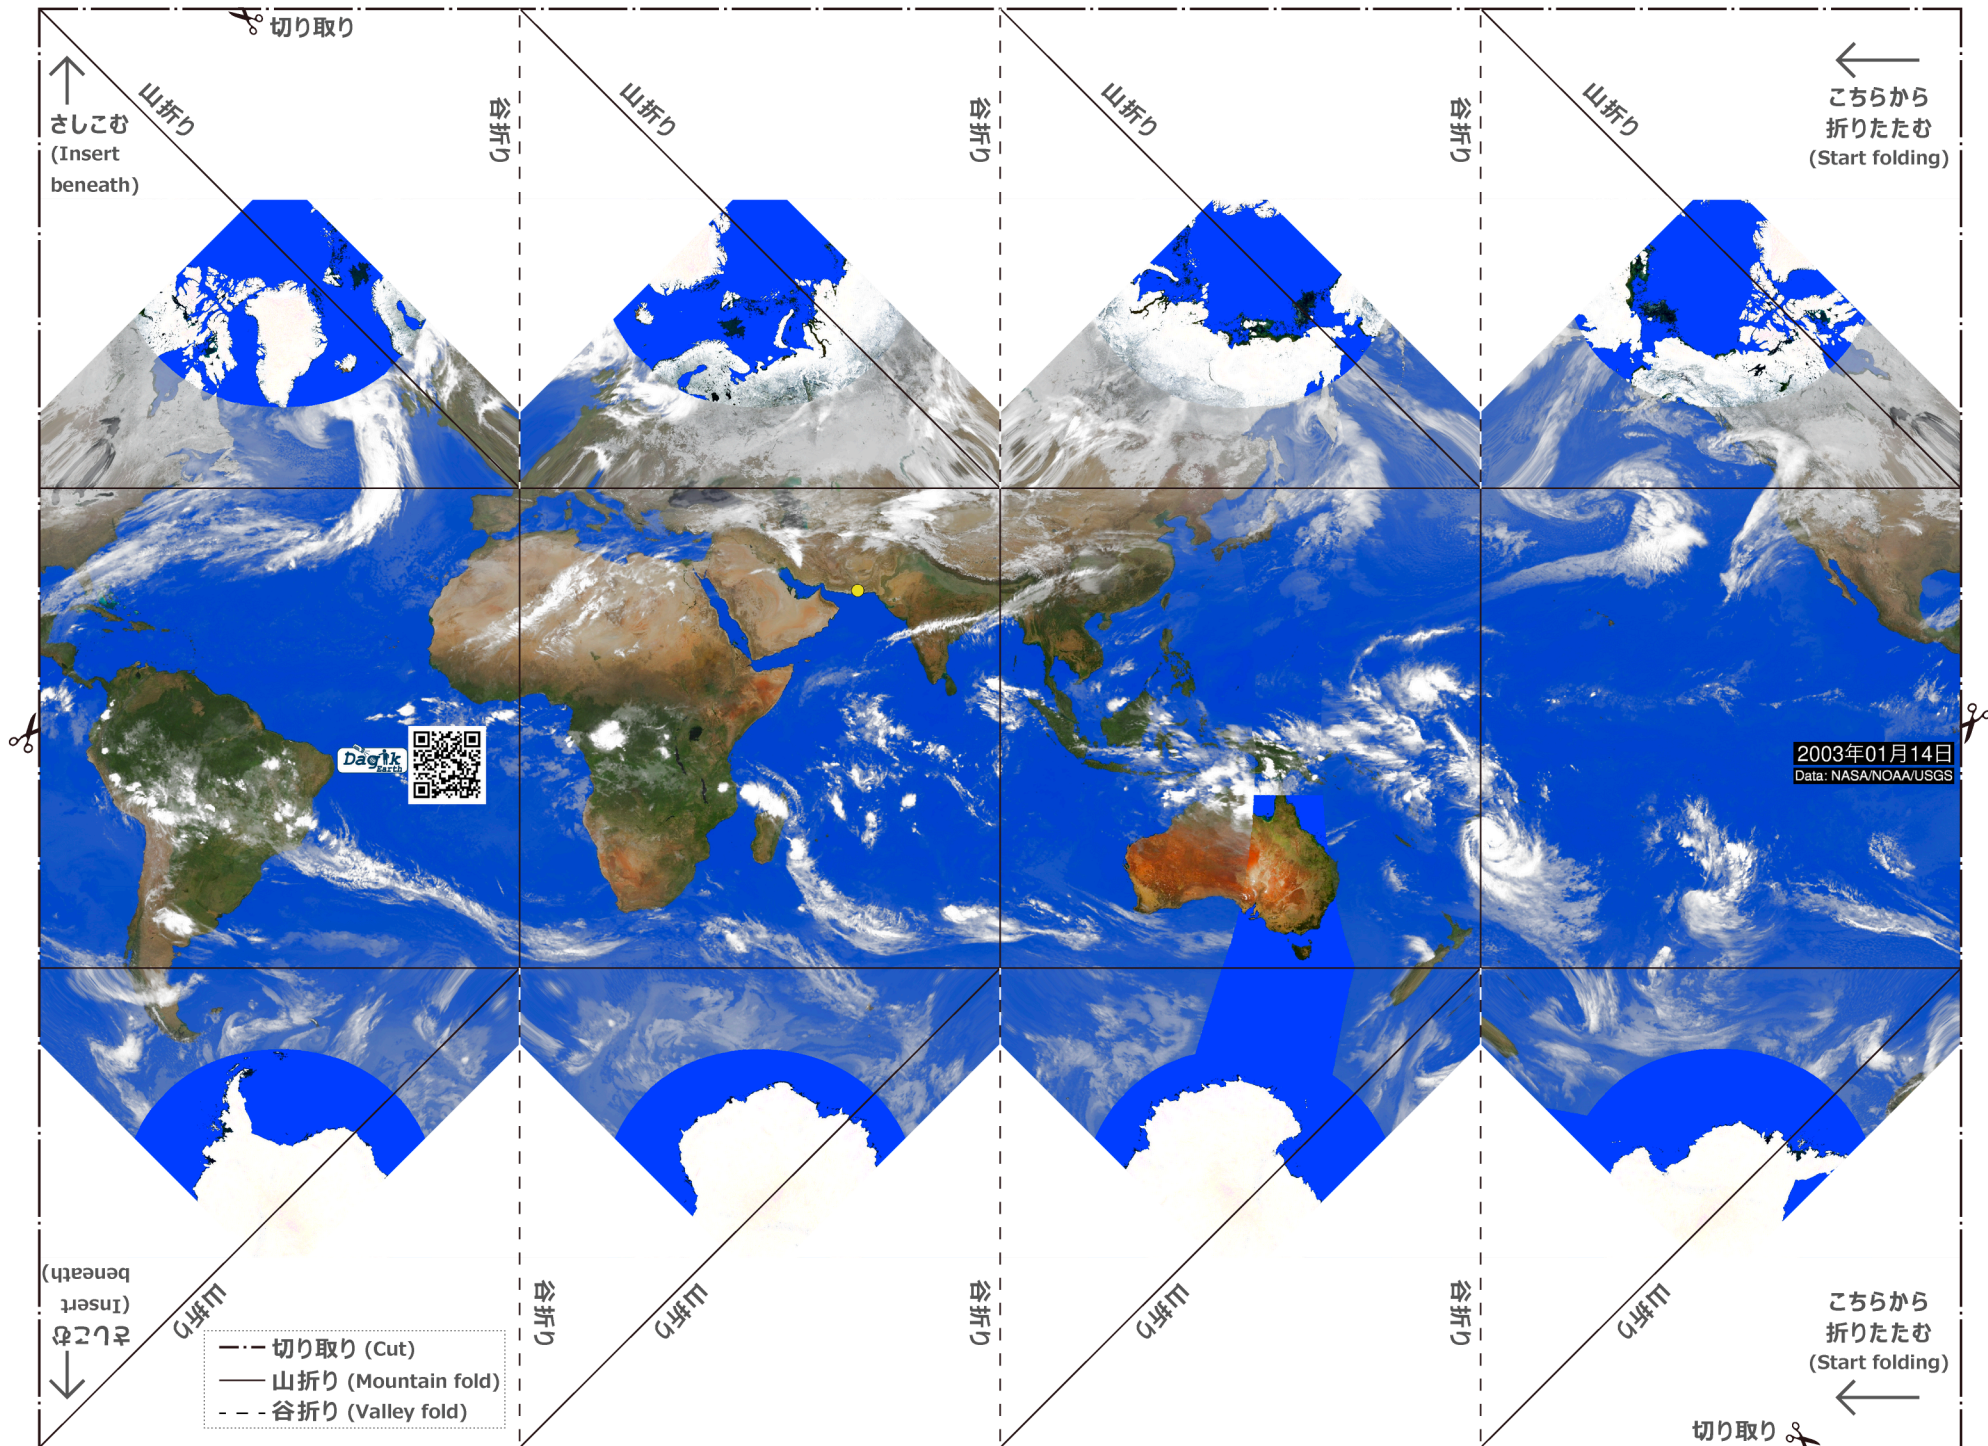 切り取り
さしこむ
(Insert
beneath)
山折り
谷折り
山折り
谷折り
山折り
谷折り
山折り
こちらから
折りたたむ
(Start folding)
Dagik
Earth
2003年01月14日
Data: NASA/NOAA/USGS
さしこむ
(Insert
beneath)
山折り
谷折り
山折り
谷折り
山折り
谷折り
山折り
こちらから
折りたたむ
(Start folding)
切り取り (Cut)
山折り (Mountain fold)
谷折り (Valley fold)
切り取り